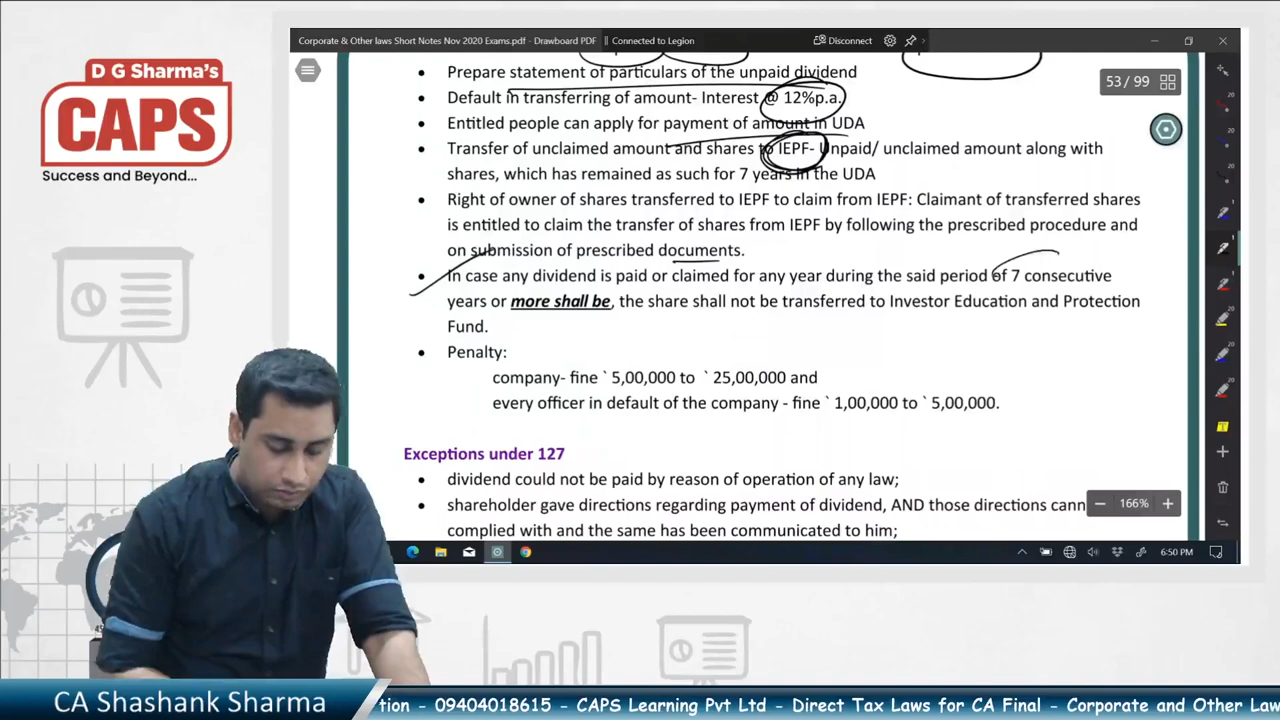 Corporate & Other laws Short Notes Nov 2020 Exams.pdf - Drawboard PDF
Connected to Legion
Disconnect
D G Sharma's
CAPS
Success and Beyond...
53 / 99
• Prepare statement of particulars of the unpaid dividend
• Default in transferring of amount- Interest @ 12%p.a.
• Entitled people can apply for payment of amount in UDA
• Transfer of unclaimed amount and shares to IEPF- Unpaid/ unclaimed amount along with
shares, which has remained as such for 7 years in the UDA
• Right of owner of shares transferred to IEPF to claim from IEPF: Claimant of transferred shares
is entitled to claim the transfer of shares from IEPF by following the prescribed procedure and
on submission of prescribed documents.
• In case any dividend is paid or claimed for any year during the said period of 7 consecutive
years or more shall be, the share shall not be transferred to Investor Education and Protection
Fund.
• Penalty:
company- fine ` 5,00,000 to ` 25,00,000 and
every officer in default of the company - fine ` 1,00,000 to ` 5,00,000.
Exceptions under 127
• dividend could not be paid by reason of operation of any law;
• shareholder gave directions regarding payment of dividend, AND those directions cann
complied with and the same has been communicated to him;
166%
6:50 PM
CA Shashank Sharma
tion - 09404018615 - CAPS Learning Pvt Ltd - Direct Tax Laws for CA Final - Corporate and Other Law